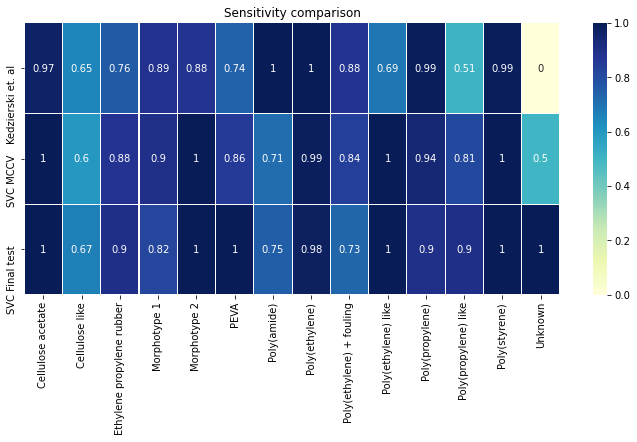 Sensitivity comparison
Kedzierski et. al
0.97 0.65 0.76 0.89 0.88 0.74 1 1 0.88 0.69 0.99 0.51 0.99 0
SVC MCCV
1 0.6 0.88 0.9 1 0.86 0.71 0.99 0.84 1 0.94 0.81 1 0.5
SVC Final test
1 0.67 0.9 0.82 1 1 0.75 0.98 0.73 1 0.9 0.9 1 1
Cellulose acetate
Cellulose like
Ethylene propylene rubber
Morphotype 1
Morphotype 2
PEVA
Poly(amide)
Poly(ethylene)
Poly(ethylene) + fouling
Poly(ethylene) like
Poly(propylene)
Poly(propylene) like
Poly(styrene)
Unknown
1.0
0.8
0.6
0.4
0.2
0.0